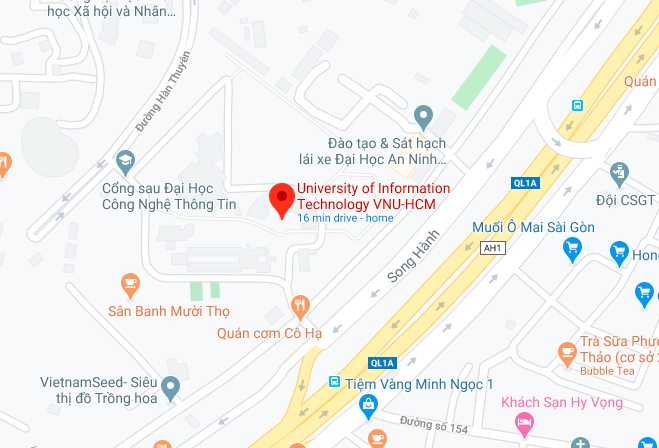 học Xã hội và Nhân...
Quán
Đường Hàn Thuyên
Đào tạo & Sát hạch
lái xe Đại Học An Ninh...
Cổng sau Đại Học
Công Nghệ Thông Tin
University of Information
Technology VNU-HCM
16 min drive - home
QL1A
Đội CSGT
Muối Ô Mai Sài Gòn
AH1
Hon
Song Hành
Sân Banh Mười Thọ
Quán cơm Cô Hạ
Trà Sữa Phư
Thảo (cơ sở
Bubble Tea
QL1A
VietnamSeed- Siêu
thị đồ Trồng hoa
Tiệm Vàng Minh Ngọc 1
Khách Sạn Hy Vọng
Đường số 154